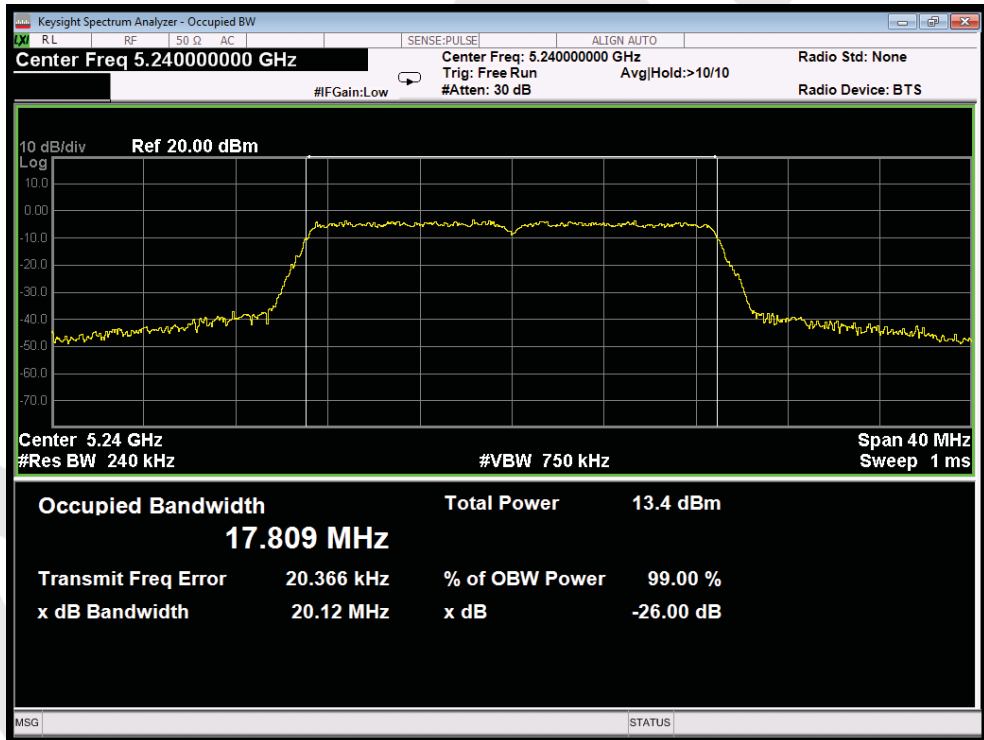 Keysight Spectrum Analyzer - Occupied BW
LXI RL RF 50 Ω AC SENSE:PULSE ALIGN AUTO
Center Freq 5.240000000 GHz
Center Freq: 5.240000000 GHz Radio Std: None
Trig: Free Run Avg|Hold:>10/10
#IFGain:Low #Atten: 30 dB Radio Device: BTS
10 dB/div Ref 20.00 dBm
Log
10.0
0.00
-10.0
-20.0
-30.0
-40.0
-50.0
-60.0
-70.0
Center 5.24 GHz Span 40 MHz
#Res BW 240 kHz #VBW 750 kHz Sweep 1 ms
Occupied Bandwidth Total Power 13.4 dBm
17.809 MHz
Transmit Freq Error 20.366 kHz % of OBW Power 99.00 %
x dB Bandwidth 20.12 MHz x dB -26.00 dB
MSG STATUS